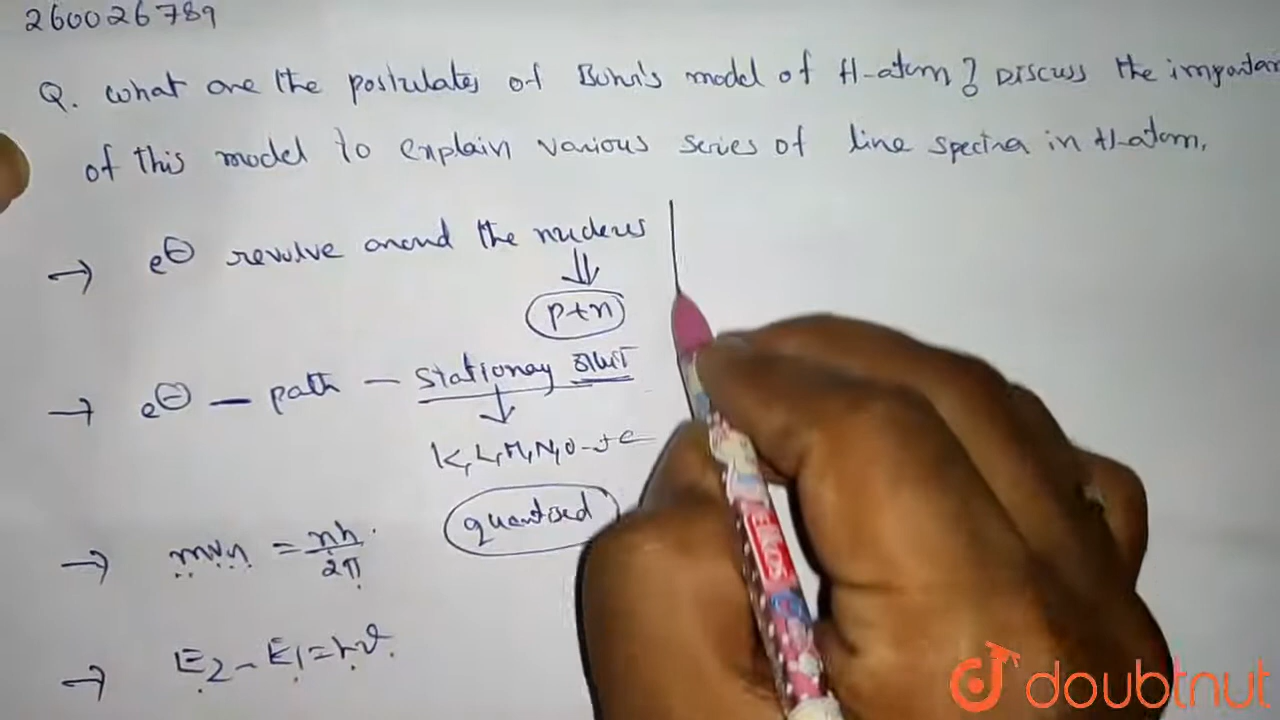 260026789
Q. What are the postulates of Bohr's model of H-atom? Discuss the importan
of this model to explain various series of line spectra in H-atom.
→ e⊖ revolve around the nucleus
⇓
p+n
→ e⊖ – path – stationary orbit
↓
K, L, M, N, O
quantised
→ mvr = nh/2π
→ E2 – E1 = hν
ELKOS
doubtnut